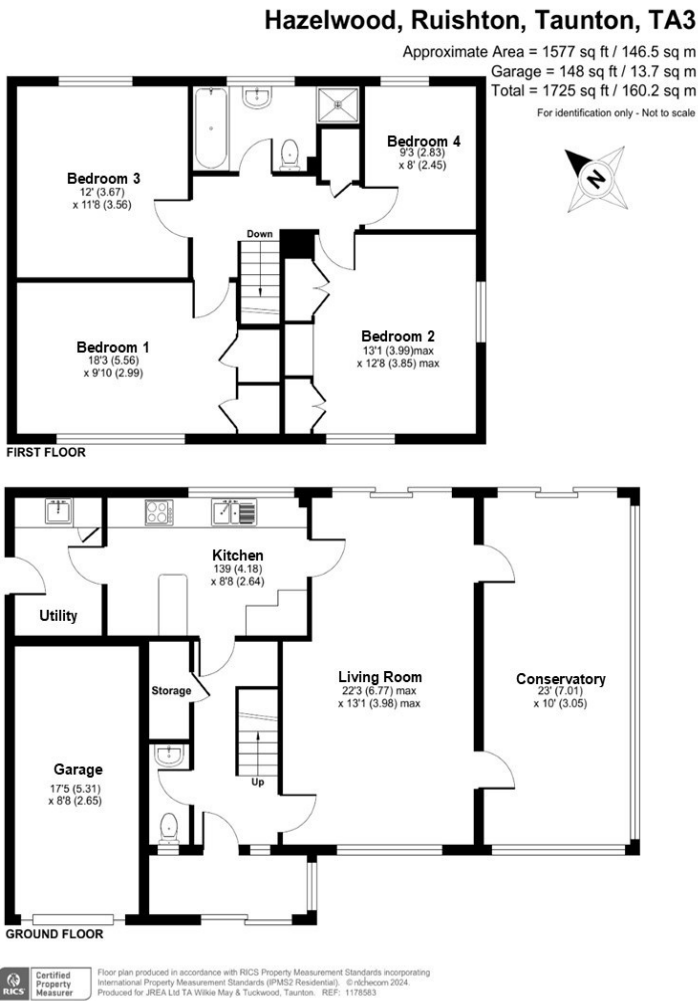 Hazelwood, Ruishton, Taunton, TA3
Approximate Area = 1577 sq ft / 146.5 sq m
Garage = 148 sq ft / 13.7 sq m
Total = 1725 sq ft / 160.2 sq m
For identification only - Not to scale
N
Bedroom 3
12' (3.67)
x 11'8 (3.56)
Bedroom 4
9'3 (2.83)
x 8' (2.45)
Down
Bedroom 1
18'3 (5.56)
x 9'10 (2.99)
Bedroom 2
13'1 (3.99)max
x 12'8 (3.85) max
FIRST FLOOR
Kitchen
139 (4.18)
x 8'8 (2.64)
Utility
Storage
Living Room
22'3 (6.77) max
x 13'1 (3.98) max
Conservatory
23' (7.01)
x 10' (3.05)
Garage
17'5 (5.31)
x 8'8 (2.65)
Up
GROUND FLOOR
RICS
Certified
Property
Measurer
Floor plan produced in accordance with RICS Property Measurement Standards incorporating
International Property Measurement Standards (IPMS2 Residential). © nichecom 2024.
Produced for JREA Ltd TA Wilkie May & Tuckwood, Taunton. REF: 1178563